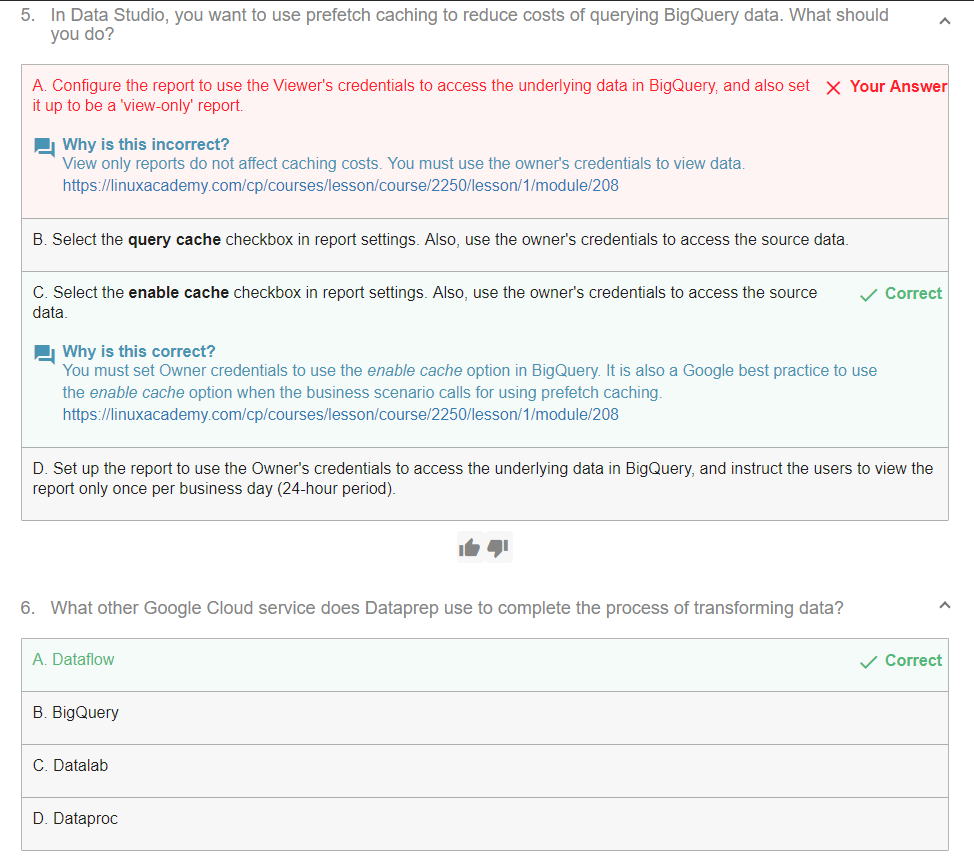 5. In Data Studio, you want to use prefetch caching to reduce costs of querying BigQuery data. What should
you do?
A. Configure the report to use the Viewer's credentials to access the underlying data in BigQuery, and also set
it up to be a 'view-only' report.
Your Answer
Why is this incorrect?
View only reports do not affect caching costs. You must use the owner's credentials to view data.
https://linuxacademy.com/cp/courses/lesson/course/2250/lesson/1/module/208
B. Select the query cache checkbox in report settings. Also, use the owner's credentials to access the source data.
C. Select the enable cache checkbox in report settings. Also, use the owner's credentials to access the source
data.
Correct
Why is this correct?
You must set Owner credentials to use the enable cache option in BigQuery. It is also a Google best practice to use
the enable cache option when the business scenario calls for using prefetch caching.
https://linuxacademy.com/cp/courses/lesson/course/2250/lesson/1/module/208
D. Set up the report to use the Owner's credentials to access the underlying data in BigQuery, and instruct the users to view the
report only once per business day (24-hour period).
6. What other Google Cloud service does Dataprep use to complete the process of transforming data?
A. Dataflow
Correct
B. BigQuery
C. Datalab
D. Dataproc